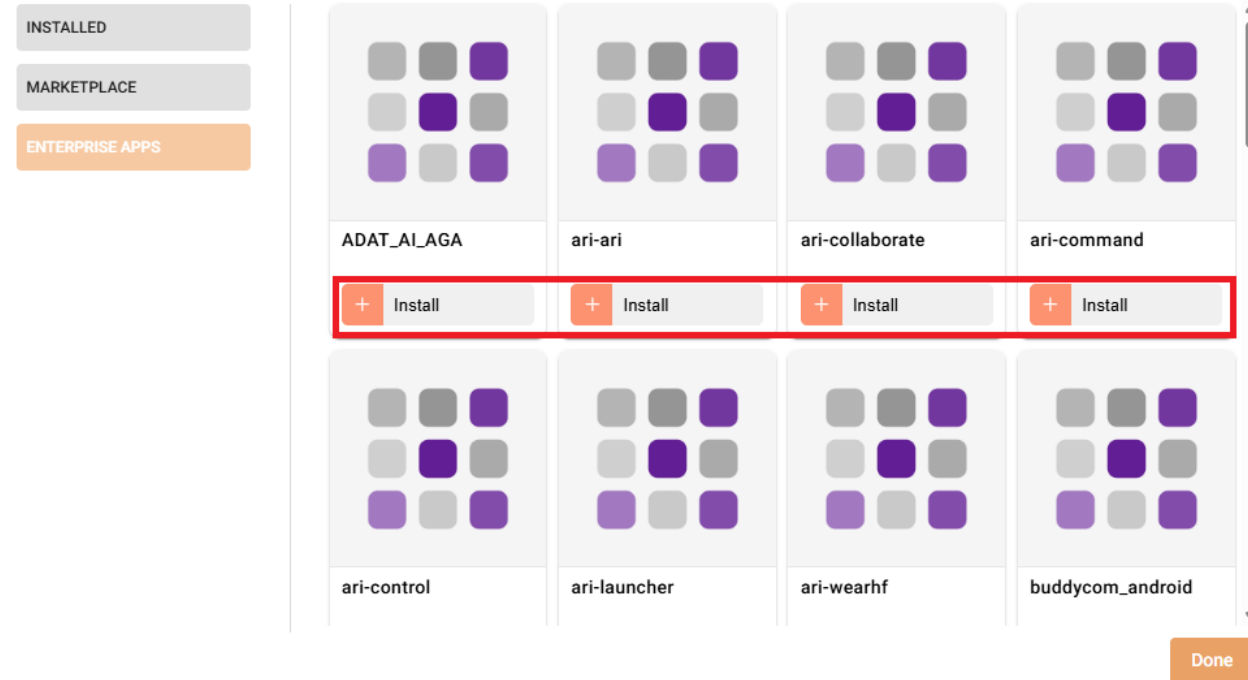 INSTALLED
MARKETPLACE
ENTERPRISE APPS
ADAT_AI_AGA
ari-ari
ari-collaborate
ari-command
+ Install
+ Install
+ Install
+ Install
ari-control
ari-launcher
ari-wearhf
buddycom_android
Done